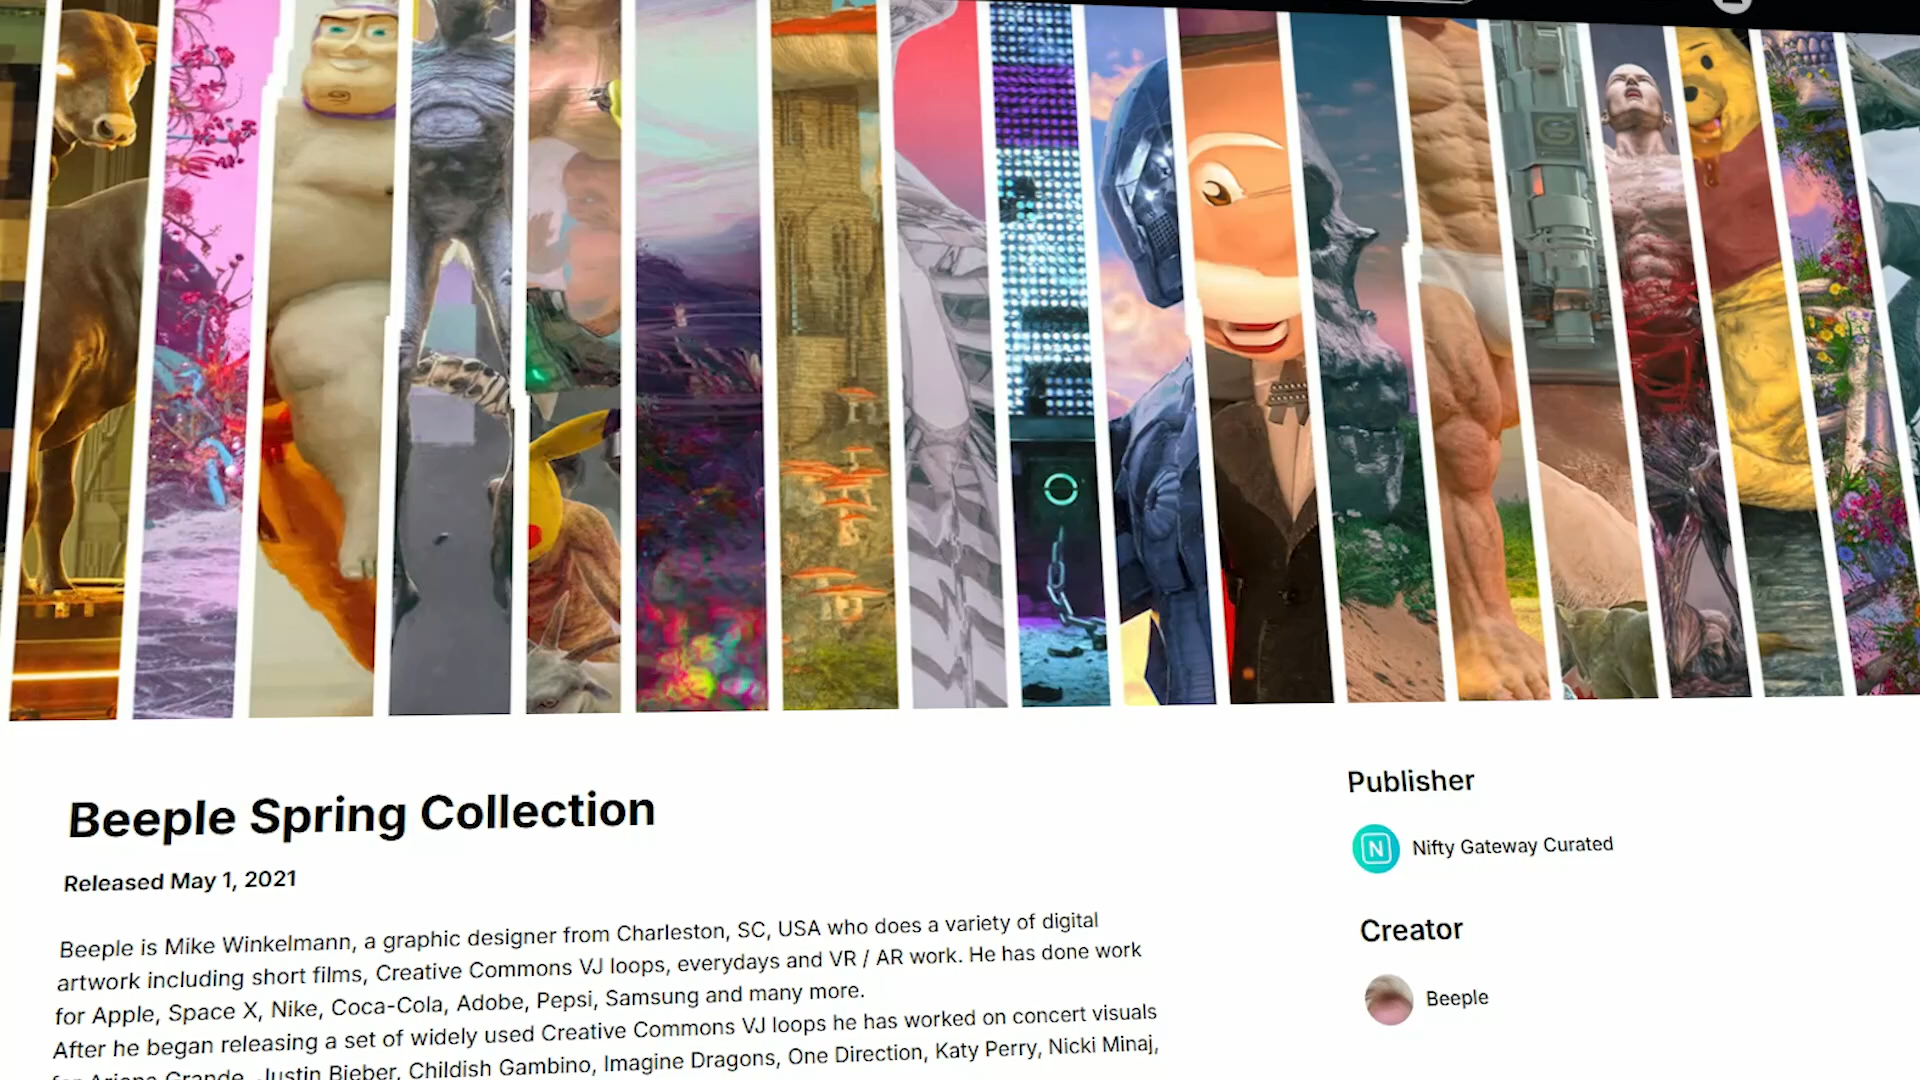 Beeple Spring Collection
Released May 1, 2021
Beeple is Mike Winkelmann, a graphic designer from Charleston, SC, USA who does a variety of digital
artwork including short films, Creative Commons VJ loops, everydays and VR / AR work. He has done work
for Apple, Space X, Nike, Coca-Cola, Adobe, Pepsi, Samsung and many more.
After he began releasing a set of widely used Creative Commons VJ loops he has worked on concert visuals
for Ariana Grande, Justin Bieber, Childish Gambino, Imagine Dragons, One Direction, Katy Perry, Nicki Minaj,
Publisher
N
Nifty Gateway Curated
Creator
Beeple